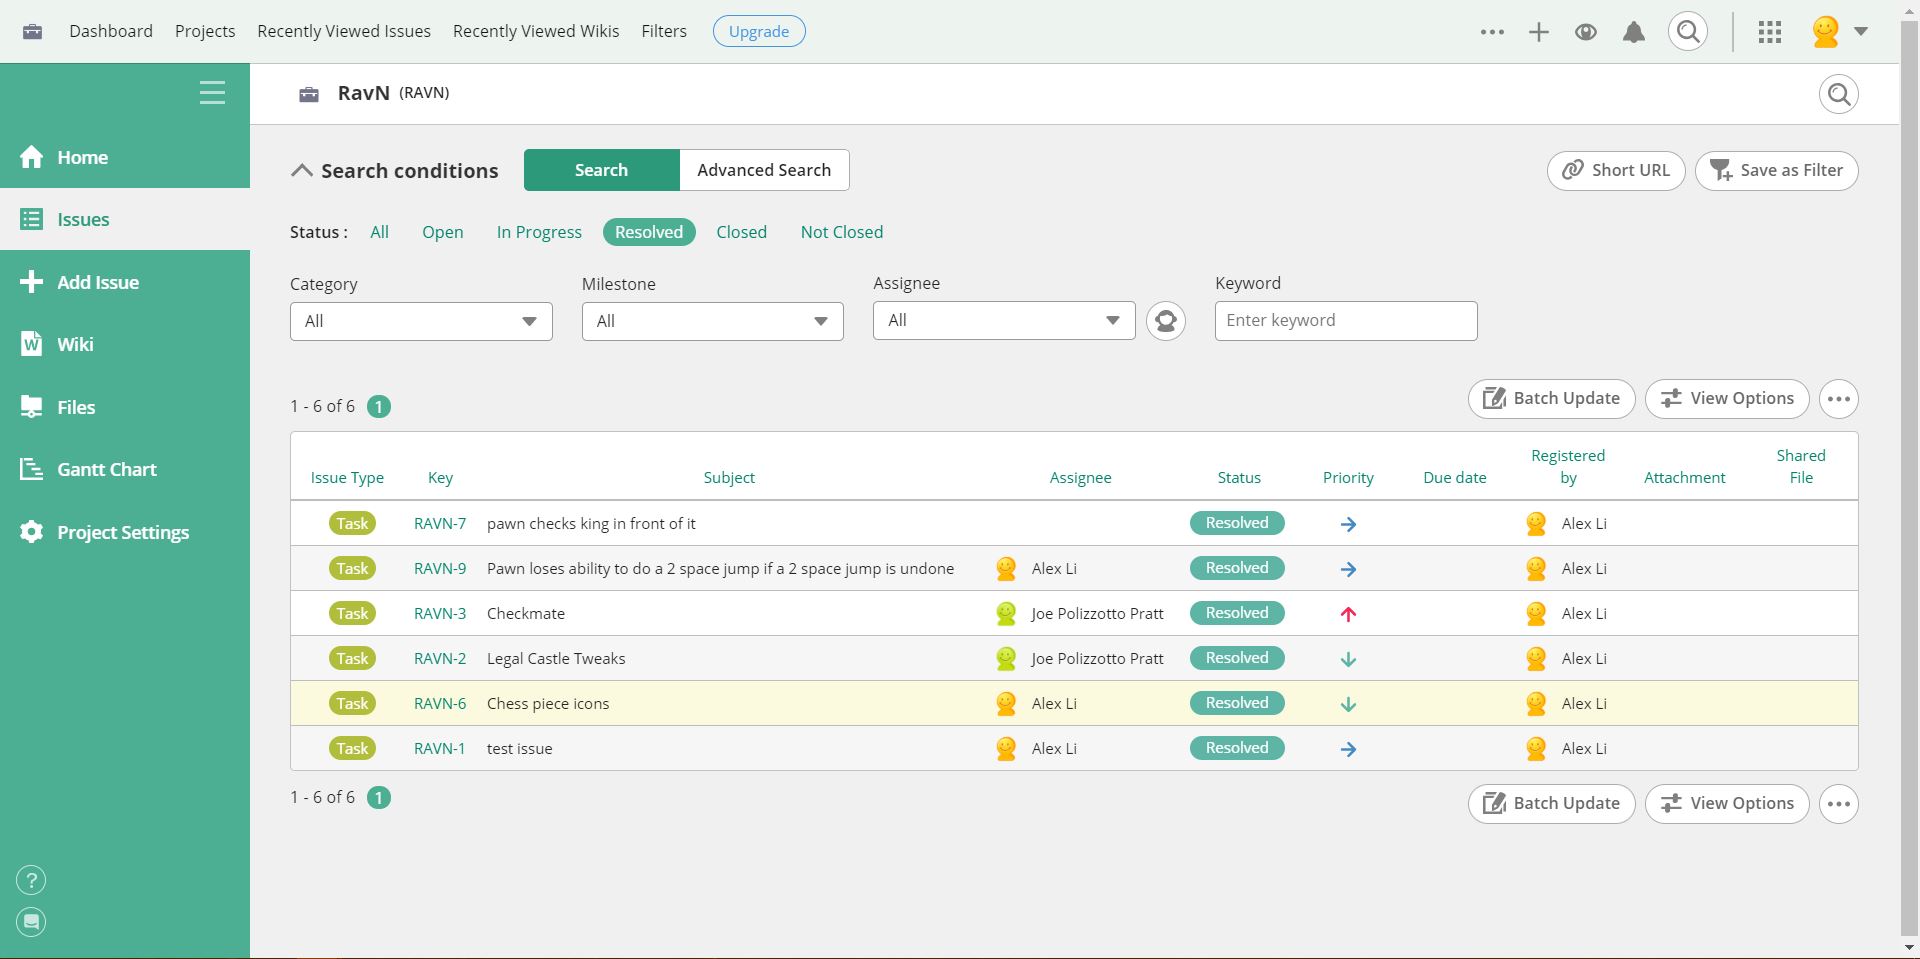 Dashboard Projects Recently Viewed Issues Recently Viewed Wikis Filters Upgrade
RavN (RAVN)
Home
Issues
Add Issue
Wiki
Files
Gantt Chart
Project Settings
Search conditions Search Advanced Search Short URL Save as Filter
Status : All Open In Progress Resolved Closed Not Closed
Category Milestone Assignee Keyword
All All All Enter keyword
1 - 6 of 6 1 Batch Update View Options
Issue Type Key Subject Assignee Status Priority Due date Registered by Attachment Shared File
Task RAVN-7 pawn checks king in front of it Resolved Alex Li
Task RAVN-9 Pawn loses ability to do a 2 space jump if a 2 space jump is undone Alex Li Resolved Alex Li
Task RAVN-3 Checkmate Joe Polizzotto Pratt Resolved Alex Li
Task RAVN-2 Legal Castle Tweaks Joe Polizzotto Pratt Resolved Alex Li
Task RAVN-6 Chess piece icons Alex Li Resolved Alex Li
Task RAVN-1 test issue Alex Li Resolved Alex Li
1 - 6 of 6 1 Batch Update View Options
?